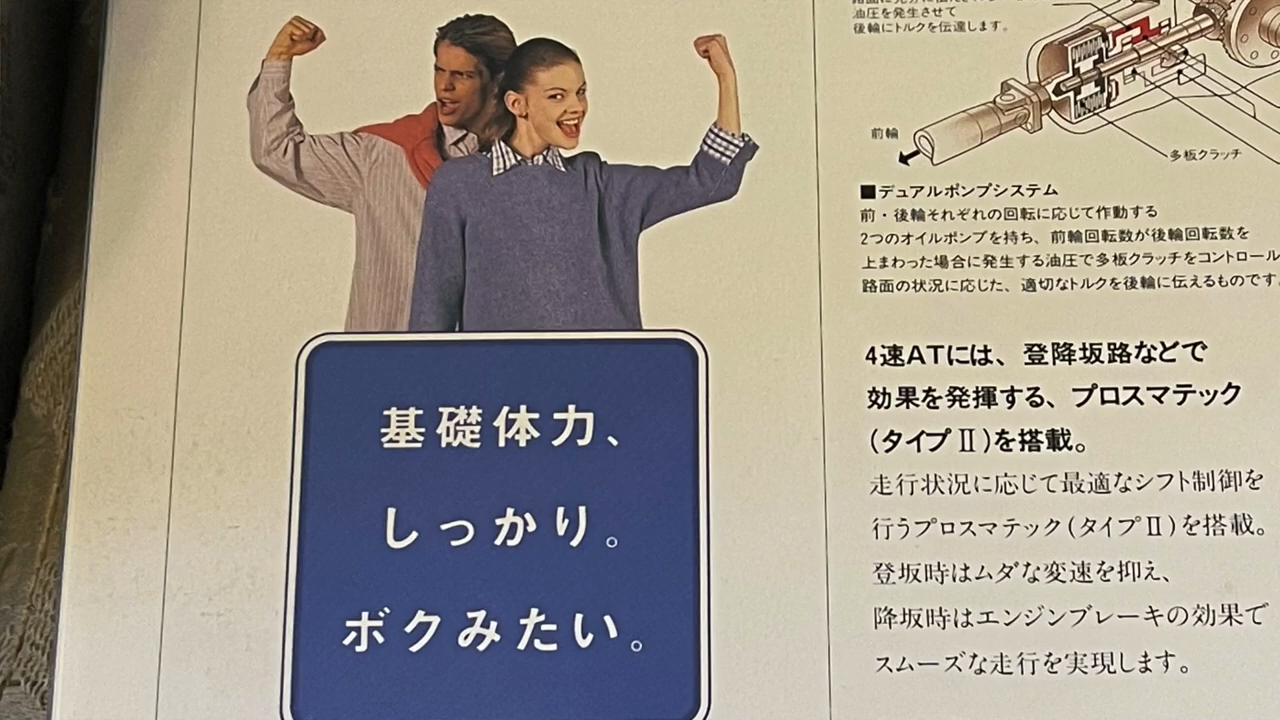 基礎体力、
しっかり。
ボクみたい。
油圧を発生させて
後輪にトルクを伝達します。
前輪
多板クラッチ
■デュアルポンプシステム
前・後輪それぞれの回転に応じて作動する
2つのオイルポンプを持ち、前輪回転数が後輪回転数を
上まわった場合に発生する油圧で多板クラッチをコントロール
路面の状況に応じた、適切なトルクを後輪に伝えるものです。
4速ATには、登降坂路などで
効果を発揮する、プロスマテック
(タイプⅡ)を搭載。
走行状況に応じて最適なシフト制御を
行うプロスマテック(タイプⅡ)を搭載。
登坂時はムダな変速を抑え、
降坂時はエンジンブレーキの効果で
スムーズな走行を実現します。